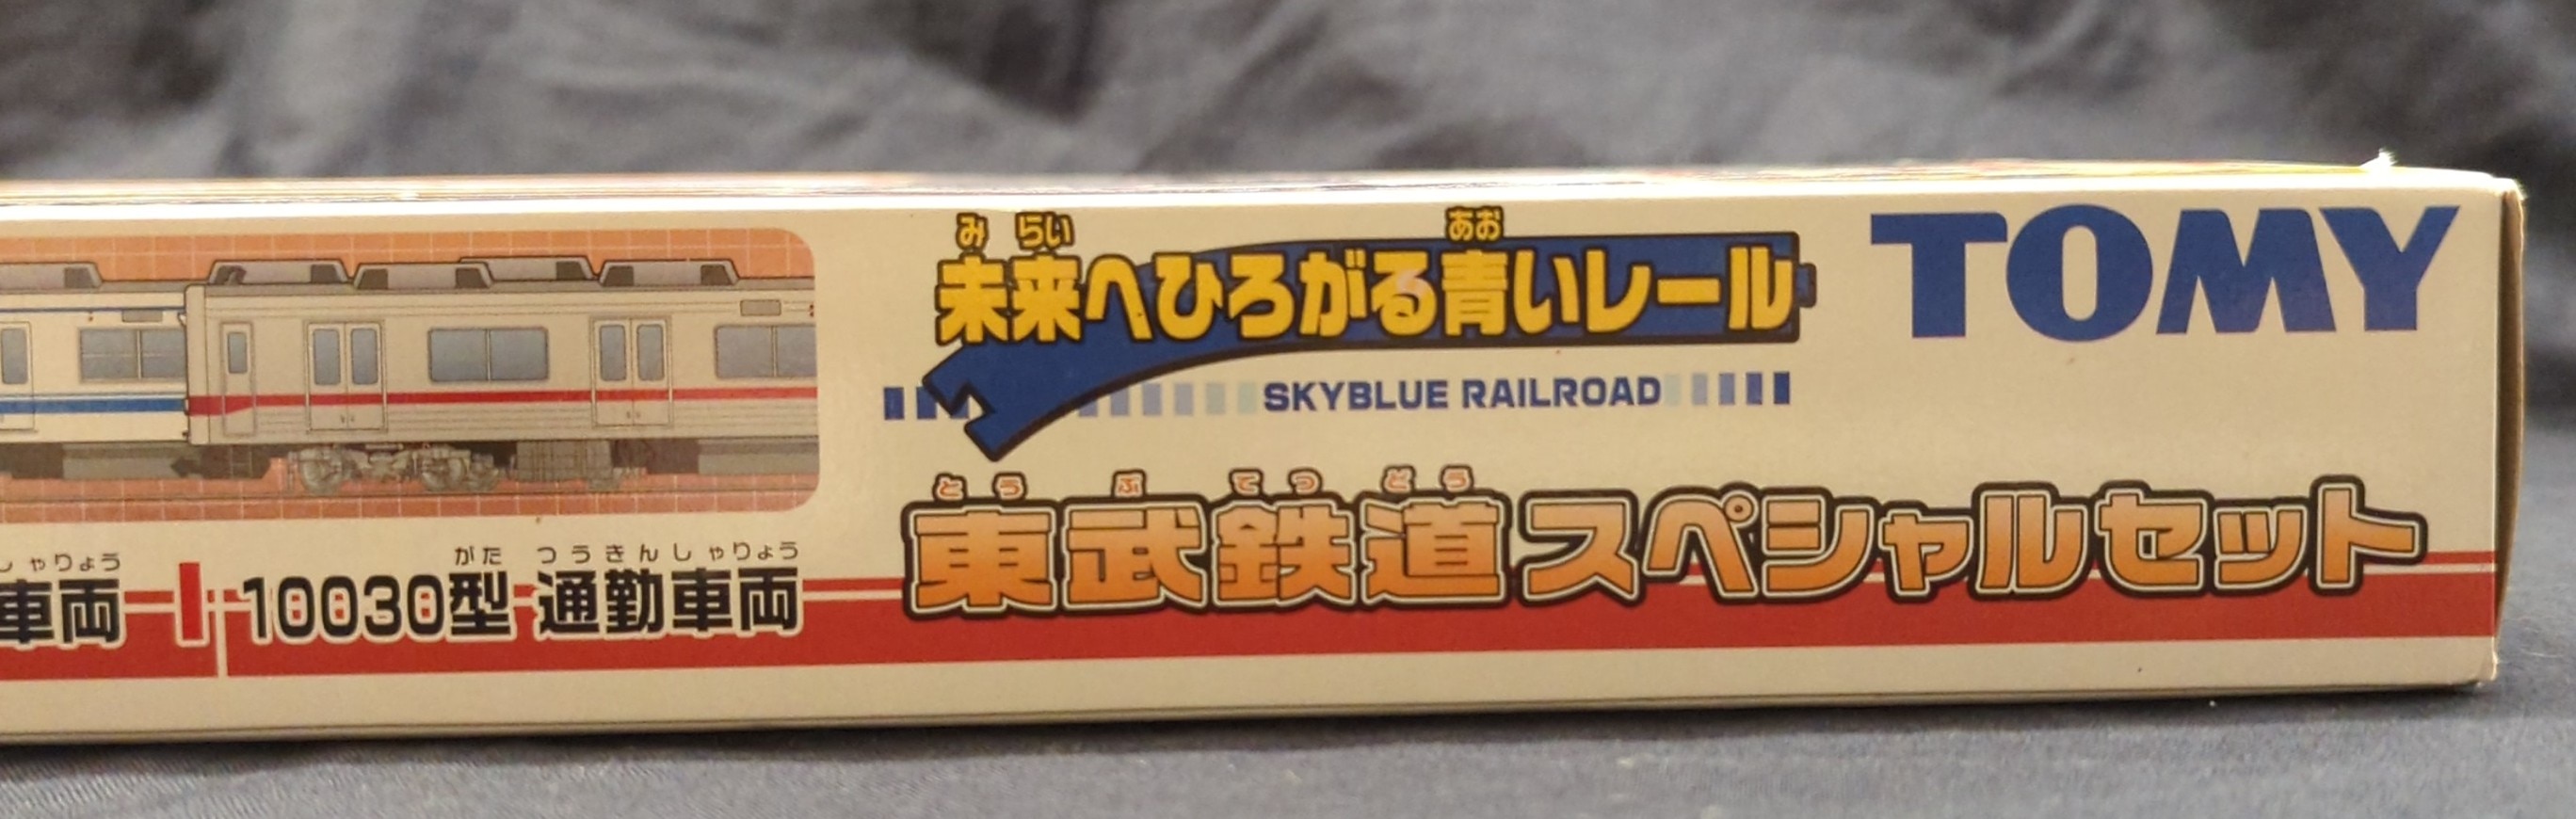 み らい あお
未来へひろがる青いレール
TOMY
SKYBLUE RAILROAD
とう ぶ てつ どう
東武鉄道スペシャルセット
しゃりょう がた つうきんしゃりょう
車両 10030型 通勤車両